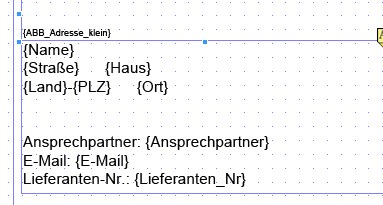 {ABB_Adresse_klein}
{Name}
{Straße} {Haus}
{Land}-{PLZ} {Ort}
Ansprechpartner: {Ansprechpartner}
E-Mail: {E-Mail}
Lieferanten-Nr.: {Lieferanten_Nr}